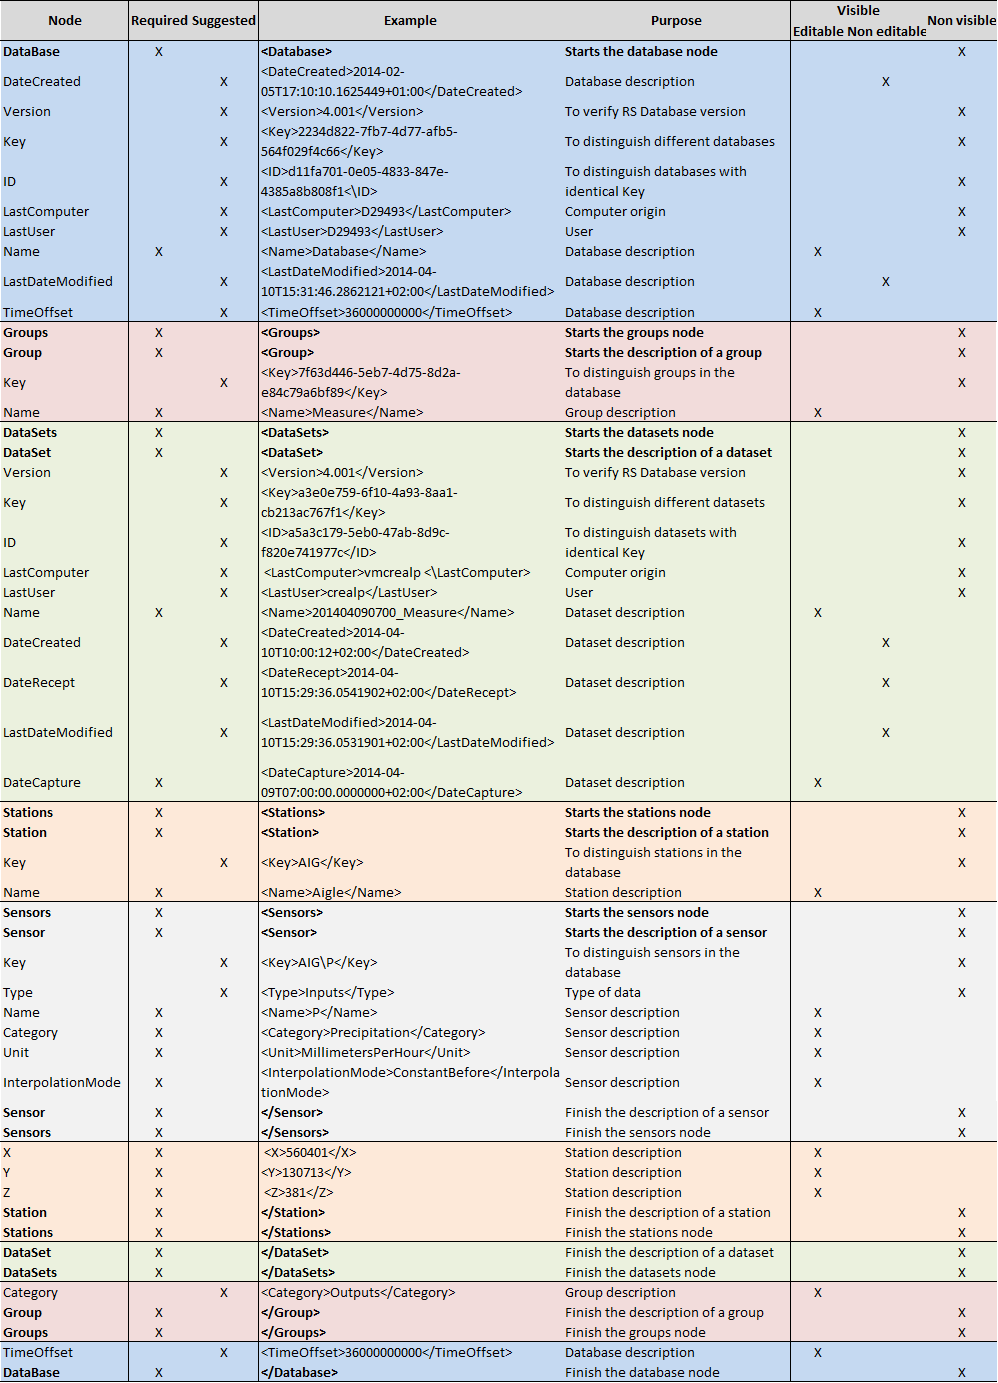 Node Required Suggested Example Purpose Visible Non visible
Editable Non editable
DataBase X <Database> Starts the database node X
DateCreated X <DateCreated>2014-02-
05T17:10:10.1625449+01:00</DateCreated> Database description X
Version X <Version>4.001</Version> To verify RS Database version X
Key X <Key>2234d822-7fb7-4d77-afb5-
564f029f4c66</Key> To distinguish different databases X
ID X <ID>d11fa701-0e05-4833-847e- To distinguish databases with
4385a8b808f1<\ID> identical Key X
LastComputer X <LastComputer>D29493</LastComputer> Computer origin X
LastUser X <LastUser>D29493</LastUser> User X
Name X <Name>Database</Name> Database description X
LastDateModified X <LastDateModified>2014-04-
10T15:31:46.2862121+02:00</LastDateModified> Database description X
TimeOffset X <TimeOffset>36000000000</TimeOffset> Database description X
Groups X <Groups> Starts the groups node X
Group X <Group> Starts the description of a group X
Key X <Key>7f63d446-5eb7-4d75-8d2a- To distinguish groups in the
e84c79a6bf89</Key> database X
Name X <Name>Measure</Name> Group description X
DataSets X <DataSets> Starts the datasets node X
DataSet X <DataSet> Starts the description of a dataset X
Version X <Version>4.001</Version> To verify RS Database version X
Key X <Key>a3e0e759-6f10-4a93-8aa1-
cb213ac767f1</Key> To distinguish different datasets X
ID X <ID>a5a3c179-5eb0-47ab-8d9c- To distinguish datasets with
f820e741977c</ID> identical Key X
LastComputer X <LastComputer>vmcrealp <\LastComputer> Computer origin X
LastUser X <LastUser>crealp</LastUser> User X
Name X <Name>201404090700_Measure</Name> Dataset description X
DateCreated X <DateCreated>2014-04-
10T10:00:12+02:00</DateCreated> Dataset description X
DateRecept X <DateRecept>2014-04-
10T15:29:36.0541902+02:00</DateRecept> Dataset description X
LastDateModified X <LastDateModified>2014-04-
10T15:29:36.0531901+02:00</LastDateModified> Dataset description X
DateCapture X <DateCapture>2014-04-
09T07:00:00.0000000+02:00</DateCapture> Dataset description X
Stations X <Stations> Starts the stations node X
Station X <Station> Starts the description of a station X
Key X <Key>AIG</Key> To distinguish stations in the
database X
Name X <Name>Aigle</Name> Station description X
Sensors X <Sensors> Starts the sensors node X
Sensor X <Sensor> Starts the description of a sensor X
Key X <Key>AIG\P</Key> To distinguish sensors in the
database X
Type X <Type>Inputs</Type> Type of data X
Name X <Name>P</Name> Sensor description X
Category X <Category>Precipitation</Category> Sensor description X
Unit X <Unit>MillimetersPerHour</Unit> Sensor description X
InterpolationMode X <InterpolationMode>ConstantBefore</Interpola
tionMode> Sensor description X
Sensor X </Sensor> Finish the description of a sensor X
Sensors X </Sensors> Finish the sensors node X
X X <X>560401</X> Station description X
Y X <Y>130713</Y> Station description X
Z X <Z>381</Z> Station description X
Station X </Station> Finish the description of a station X
Stations X </Stations> Finish the stations node X
DataSet X </DataSet> Finish the description of a dataset X
DataSets X </DataSets> Finish the datasets node X
Category X <Category>Outputs</Category> Group description X
Group X </Group> Finish the description of a group X
Groups X </Groups> Finish the groups node X
TimeOffset X <TimeOffset>36000000000</TimeOffset> Database description X
DataBase X </Database> Finish the database node X